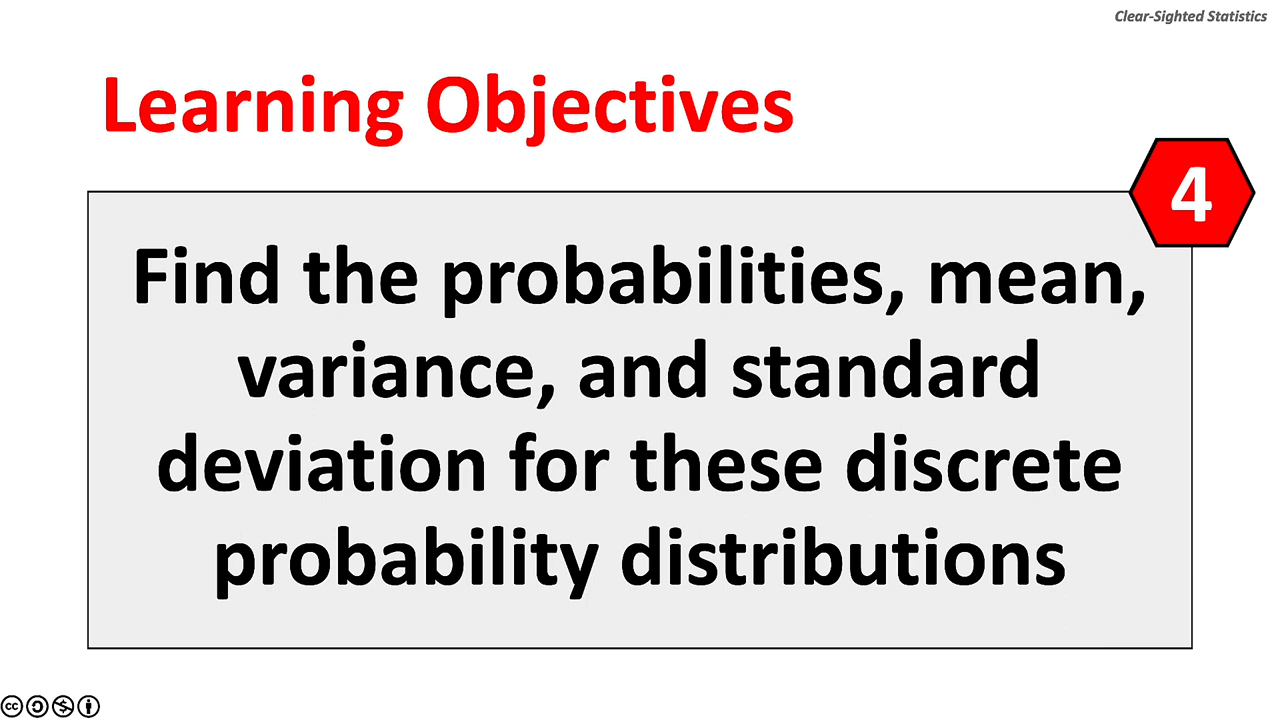 Clear-Sighted Statistics
Learning Objectives
4
Find the probabilities, mean,
variance, and standard
deviation for these discrete
probability distributions